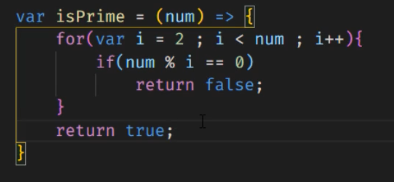 var isPrime = (num) => {
    for(var i = 2 ; i < num ; i++){
        if(num % i == 0)
            return false;
    }
    return true;
}